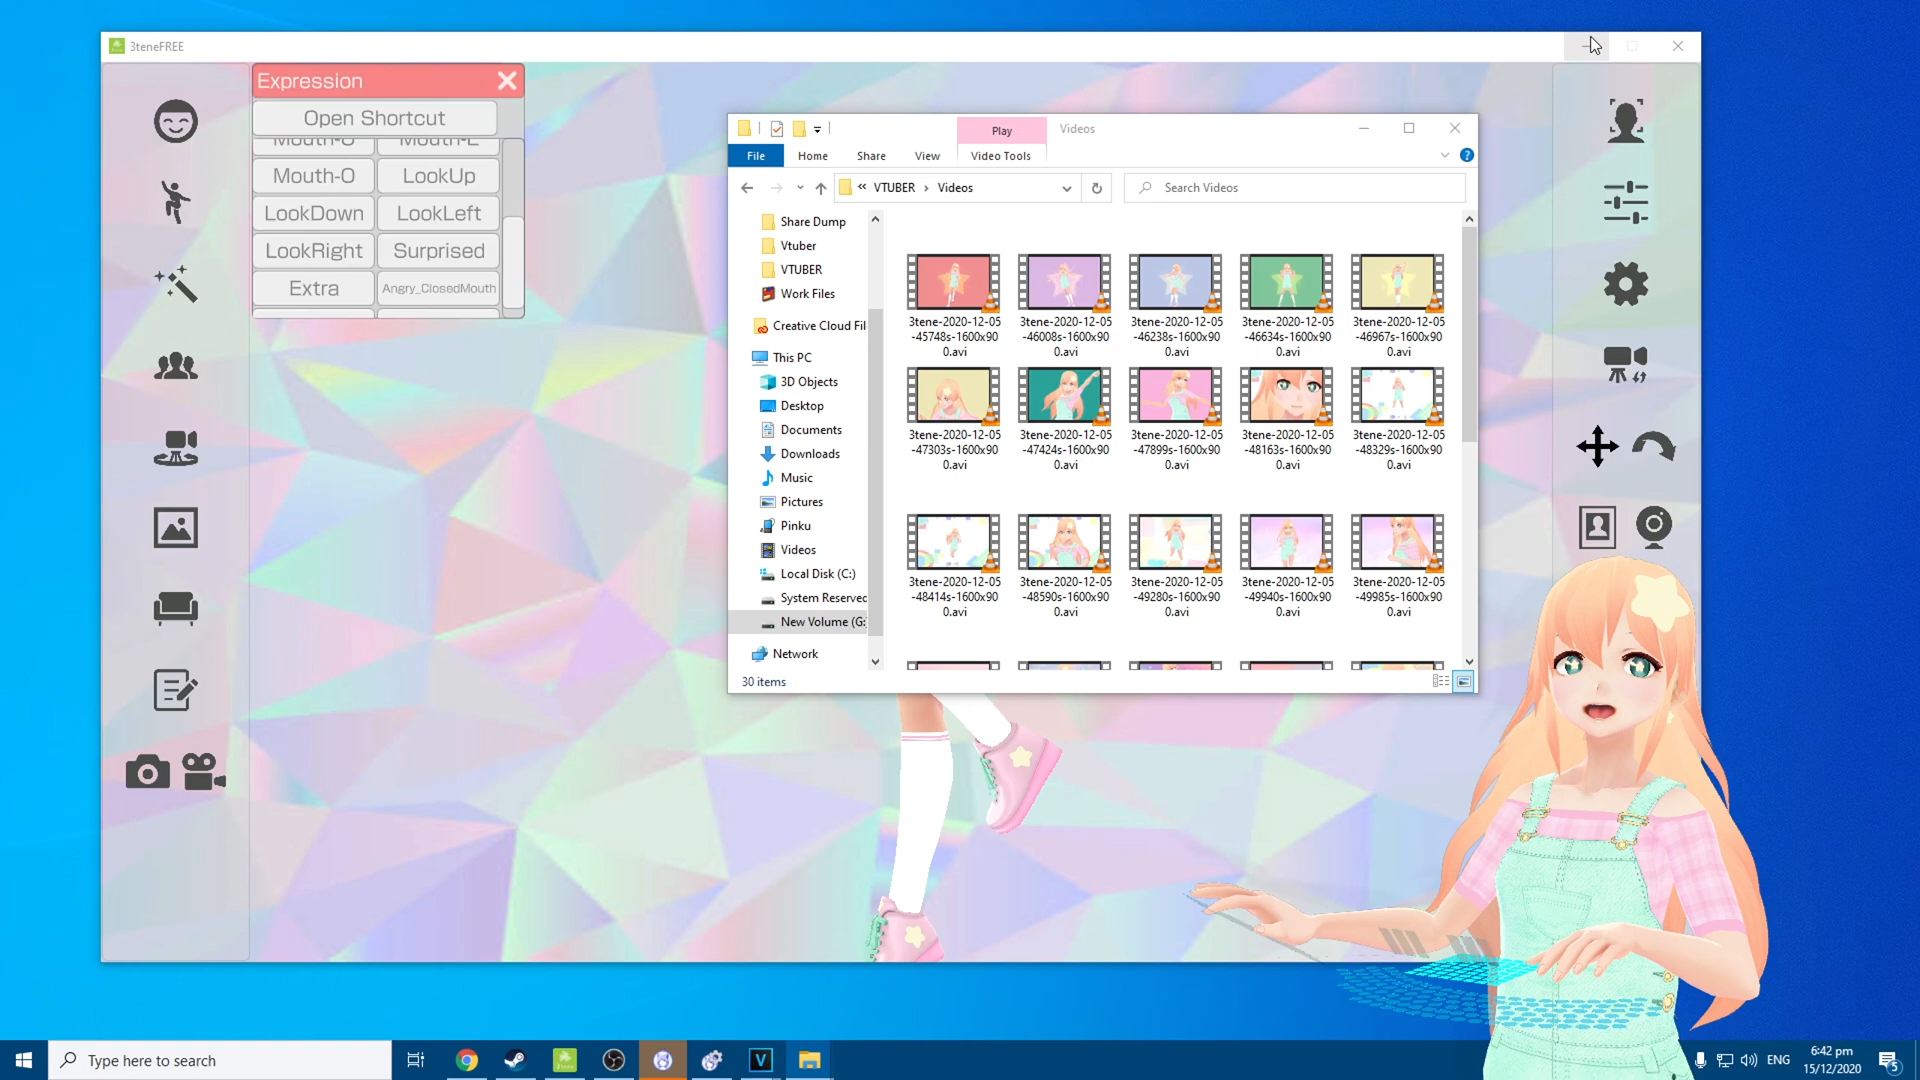 3teneFREE
Expression
Open Shortcut
Mouth-O
LookUp
LookDown
LookLeft
LookRight
Surprised
Extra
Angry_ClosedMouth
Play
Videos
File
Home
Share
View
Video Tools
VTUBER
Videos
Search Videos
Share Dump
Vtuber
VTUBER
Work Files
Creative Cloud Fil
This PC
3D Objects
Desktop
Documents
Downloads
Music
Pictures
Pinku
Videos
Local Disk (C:)
System Reserved
New Volume (G:
Network
3tene-2020-12-05
-45748s-1600x90
0.avi
3tene-2020-12-05
-46008s-1600x90
0.avi
3tene-2020-12-05
-46238s-1600x90
0.avi
3tene-2020-12-05
-46634s-1600x90
0.avi
3tene-2020-12-05
-46967s-1600x90
0.avi
3tene-2020-12-05
-47303s-1600x90
0.avi
3tene-2020-12-05
-47424s-1600x90
0.avi
3tene-2020-12-05
-47899s-1600x90
0.avi
3tene-2020-12-05
-48163s-1600x90
0.avi
3tene-2020-12-05
-48329s-1600x90
0.avi
3tene-2020-12-05
-48414s-1600x90
0.avi
3tene-2020-12-05
-48590s-1600x90
0.avi
3tene-2020-12-05
-49280s-1600x90
0.avi
3tene-2020-12-05
-49940s-1600x90
0.avi
3tene-2020-12-05
-49985s-1600x90
0.avi
30 items
Type here to search
ENG
6:42 pm
15/12/2020
5